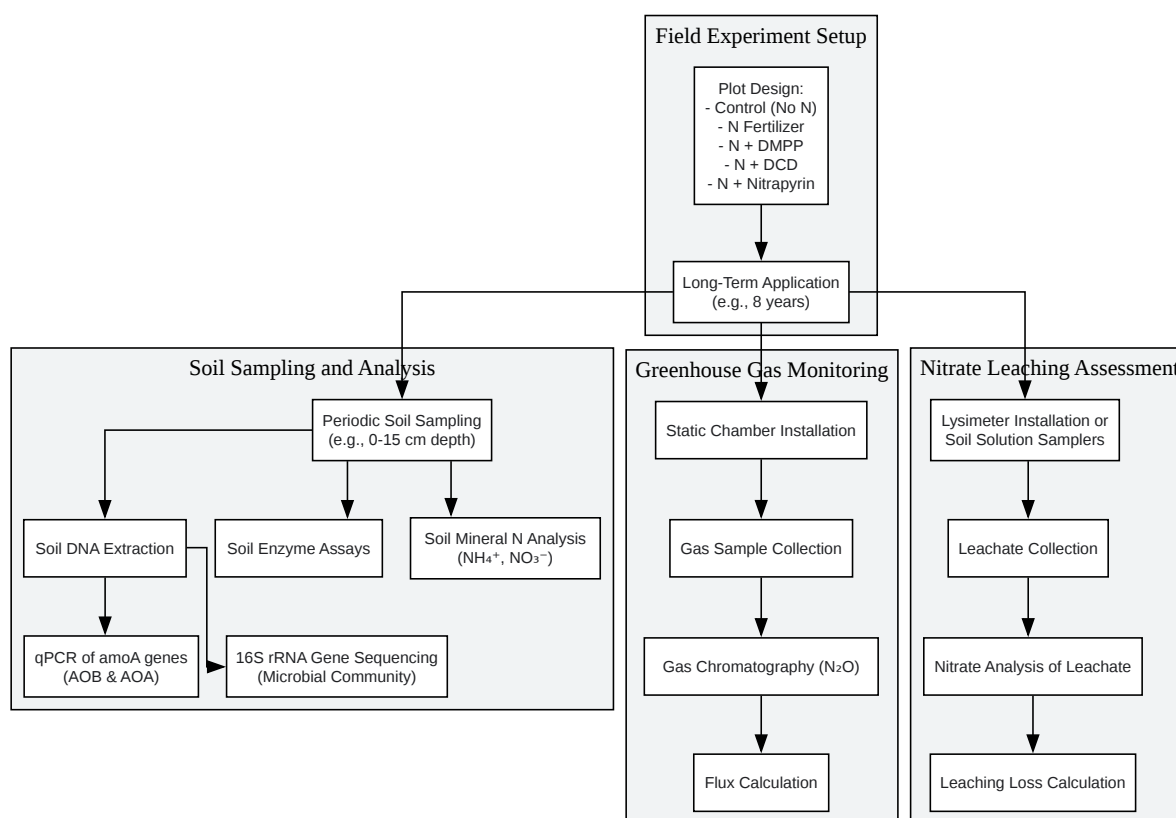 Field Experiment Setup
Plot Design:
- Control (No N)
- N Fertilizer
- N + DMPP
- N + DCD
- N + Nitrapyrin
Long-Term Application
(e.g., 8 years)
Soil Sampling and Analysis
Periodic Soil Sampling
(e.g., 0-15 cm depth)
Soil DNA Extraction
Soil Enzyme Assays
Soil Mineral N Analysis
(NH₄⁺, NO₃⁻)
qPCR of amoA genes
(AOB & AOA)
16S rRNA Gene Sequencing
(Microbial Community)
Greenhouse Gas Monitoring
Static Chamber Installation
Gas Sample Collection
Gas Chromatography (N₂O)
Flux Calculation
Nitrate Leaching Assessment
Lysimeter Installation or
Soil Solution Samplers
Leachate Collection
Nitrate Analysis of Leachate
Leaching Loss Calculation